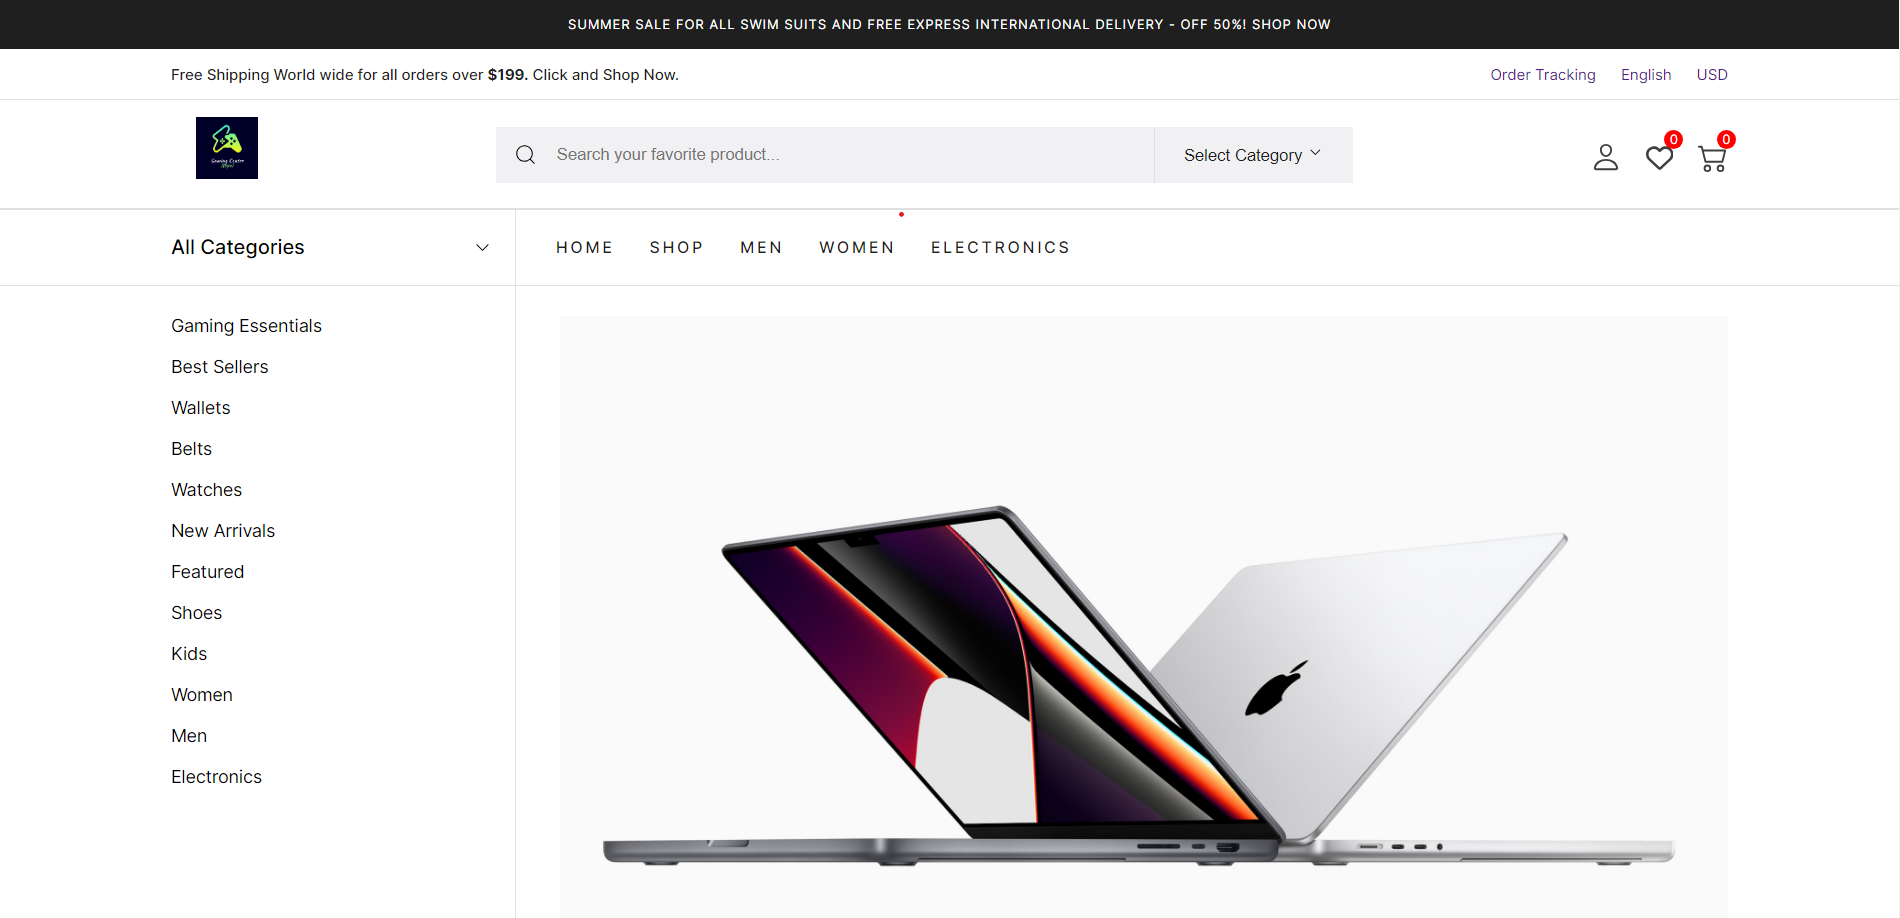 SUMMER SALE FOR ALL SWIM SUITS AND FREE EXPRESS INTERNATIONAL DELIVERY - OFF 50%! SHOP NOW
Free Shipping World wide for all orders over $199. Click and Shop Now.
Order Tracking English USD
Gaming Center
Nepal
Search your favorite product...
Select Category
0
0
All Categories
HOME SHOP MEN WOMEN ELECTRONICS
Gaming Essentials
Best Sellers
Wallets
Belts
Watches
New Arrivals
Featured
Shoes
Kids
Women
Men
Electronics